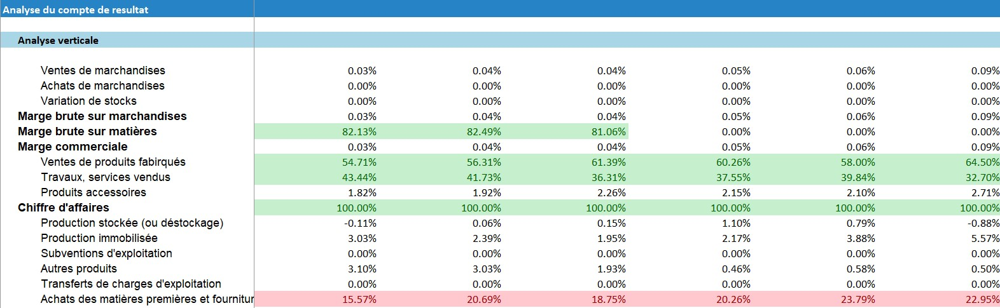 Analyse du compte de resultat
Analyse verticale
Ventes de marchandises 0.03% 0.04% 0.04% 0.05% 0.06% 0.09%
Achats de marchandises 0.00% 0.00% 0.00% 0.00% 0.00% 0.00%
Variation de stocks 0.00% 0.00% 0.00% 0.00% 0.00% 0.00%
Marge brute sur marchandises 0.03% 0.04% 0.04% 0.05% 0.06% 0.09%
Marge brute sur matières 82.13% 82.49% 81.06% 0.00% 0.00% 0.00%
Marge commerciale 0.03% 0.04% 0.04% 0.05% 0.06% 0.09%
Ventes de produits fabirqués 54.71% 56.31% 61.39% 60.26% 58.00% 64.50%
Travaux, services vendus 43.44% 41.73% 36.31% 37.55% 39.84% 32.70%
Produits accessoires 1.82% 1.92% 2.26% 2.15% 2.10% 2.71%
Chiffre d'affaires 100.00% 100.00% 100.00% 100.00% 100.00% 100.00%
Production stockée (ou déstockage) -0.11% 0.06% 0.15% 1.10% 0.79% -0.88%
Production immobilisée 3.03% 2.39% 1.95% 2.17% 3.88% 5.57%
Subventions d'exploitation 0.00% 0.00% 0.00% 0.00% 0.00% 0.00%
Autres produits 3.10% 3.03% 1.93% 0.46% 0.58% 0.50%
Transferts de charges d'exploitation 0.00% 0.00% 0.00% 0.00% 0.00% 0.00%
Achats des matières premières et fournitur 15.57% 20.69% 18.75% 20.26% 23.79% 22.95%